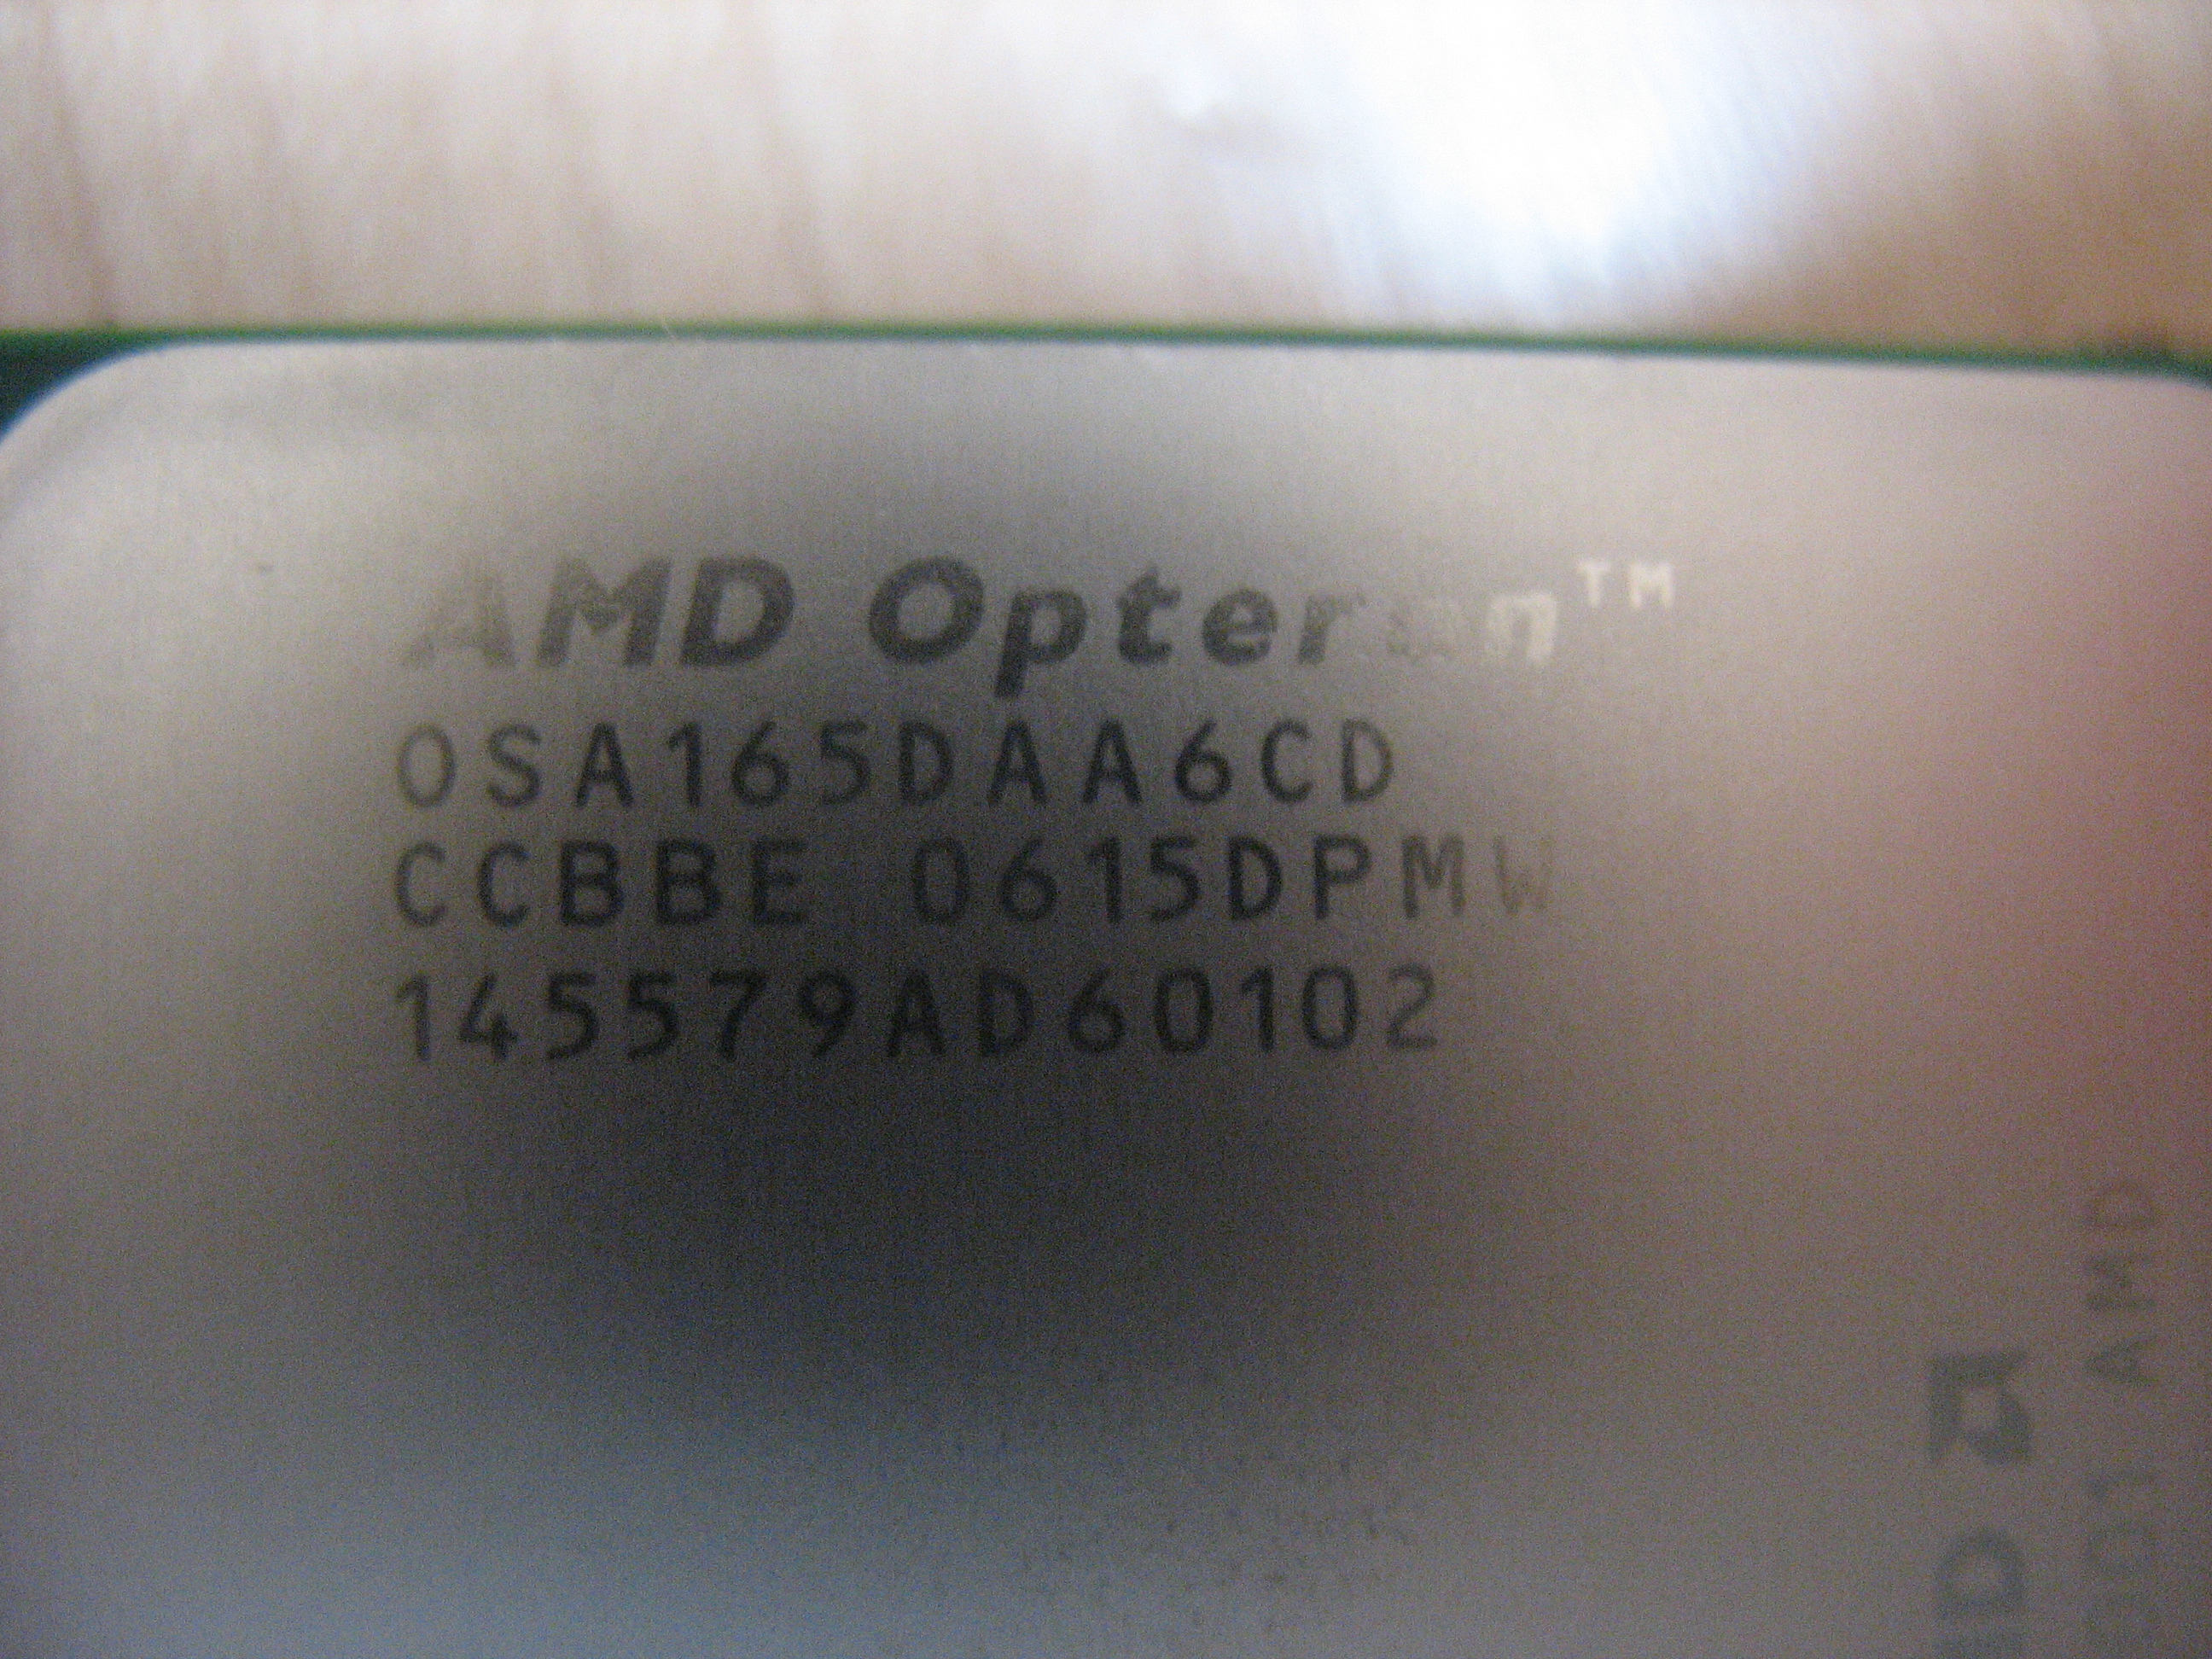 AMD Opteron™
OSA165DAA6CD
CCBBE 0615DPMW
145579AD60102
AMD